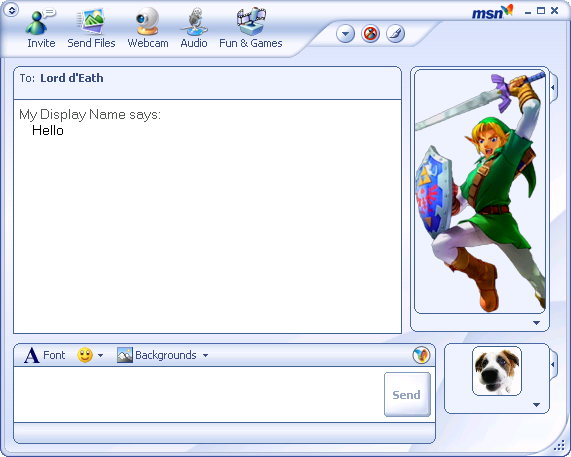 msn
Invite Send Files Webcam Audio Fun & Games
To: Lord d'Eath
My Display Name says:
Hello
Font Backgrounds
Send